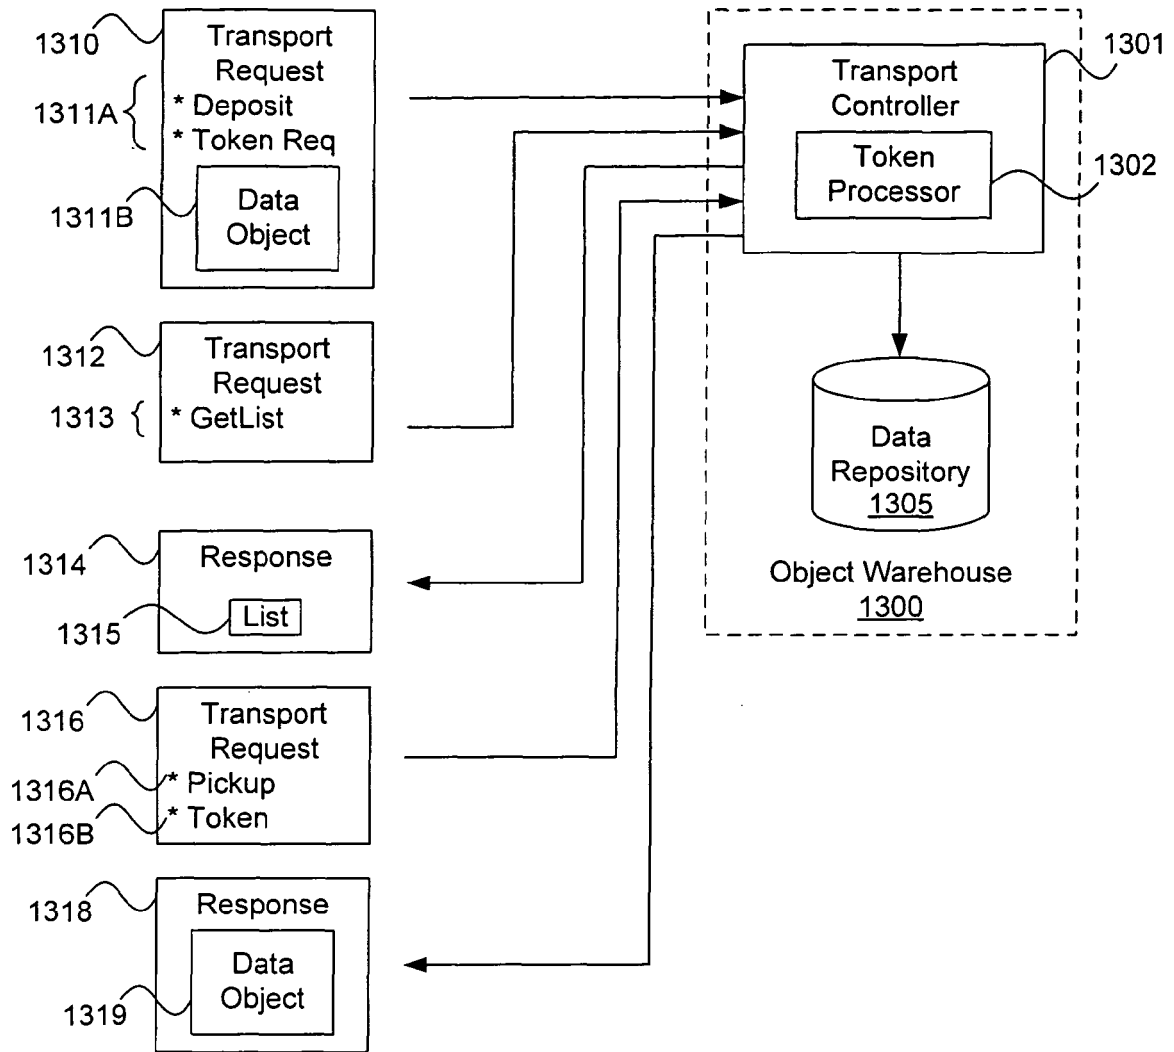 1310
Transport
Request
1311A
* Deposit
* Token Req
1311B
Data
Object
1312
Transport
Request
1313
* GetList
1314
Response
1315
List
1316
Transport
Request
1316A
* Pickup
1316B
* Token
1318
Response
1319
Data
Object
1301
Transport
Controller
1302
Token
Processor
Data
Repository
1305
Object Warehouse
1300